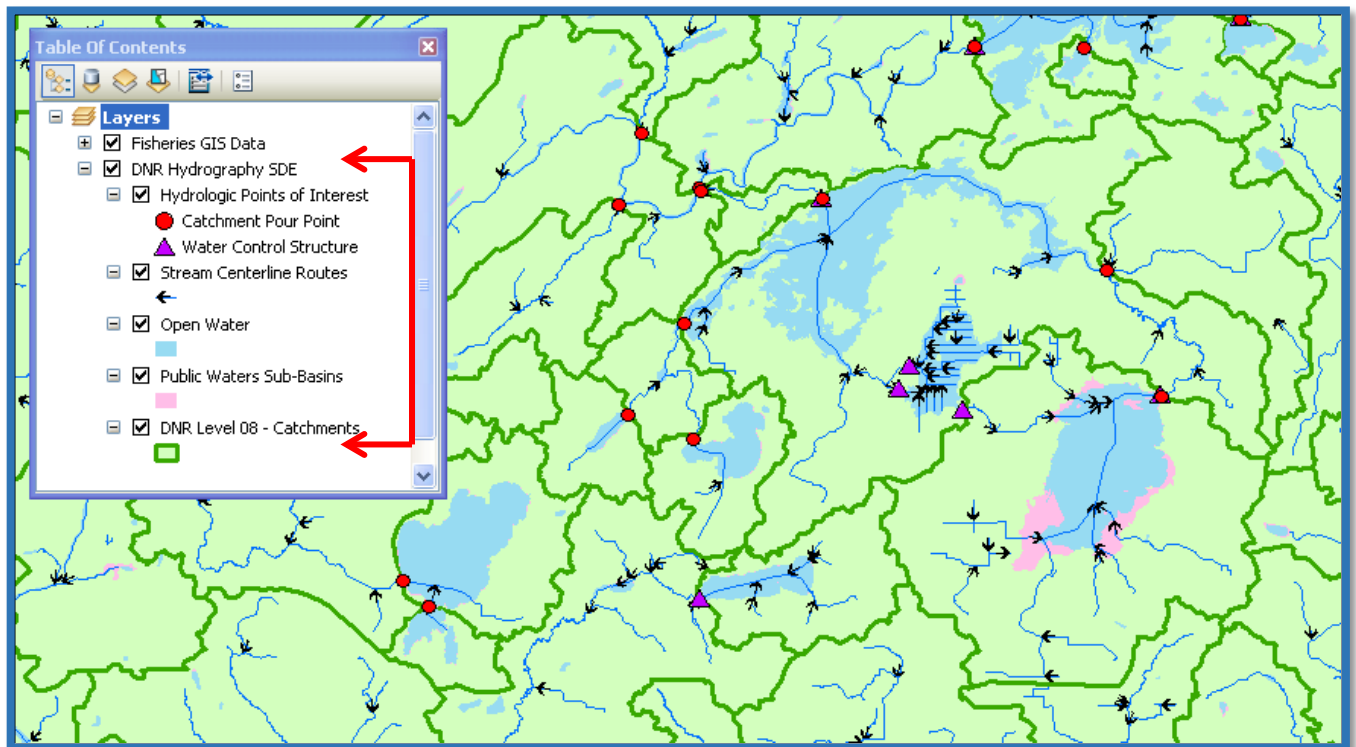 Table Of Contents
Layers
Fisheries GIS Data
DNR Hydrography SDE
Hydrologic Points of Interest
Catchment Pour Point
Water Control Structure
Stream Centerline Routes
Open Water
Public Waters Sub-Basins
DNR Level 08 - Catchments